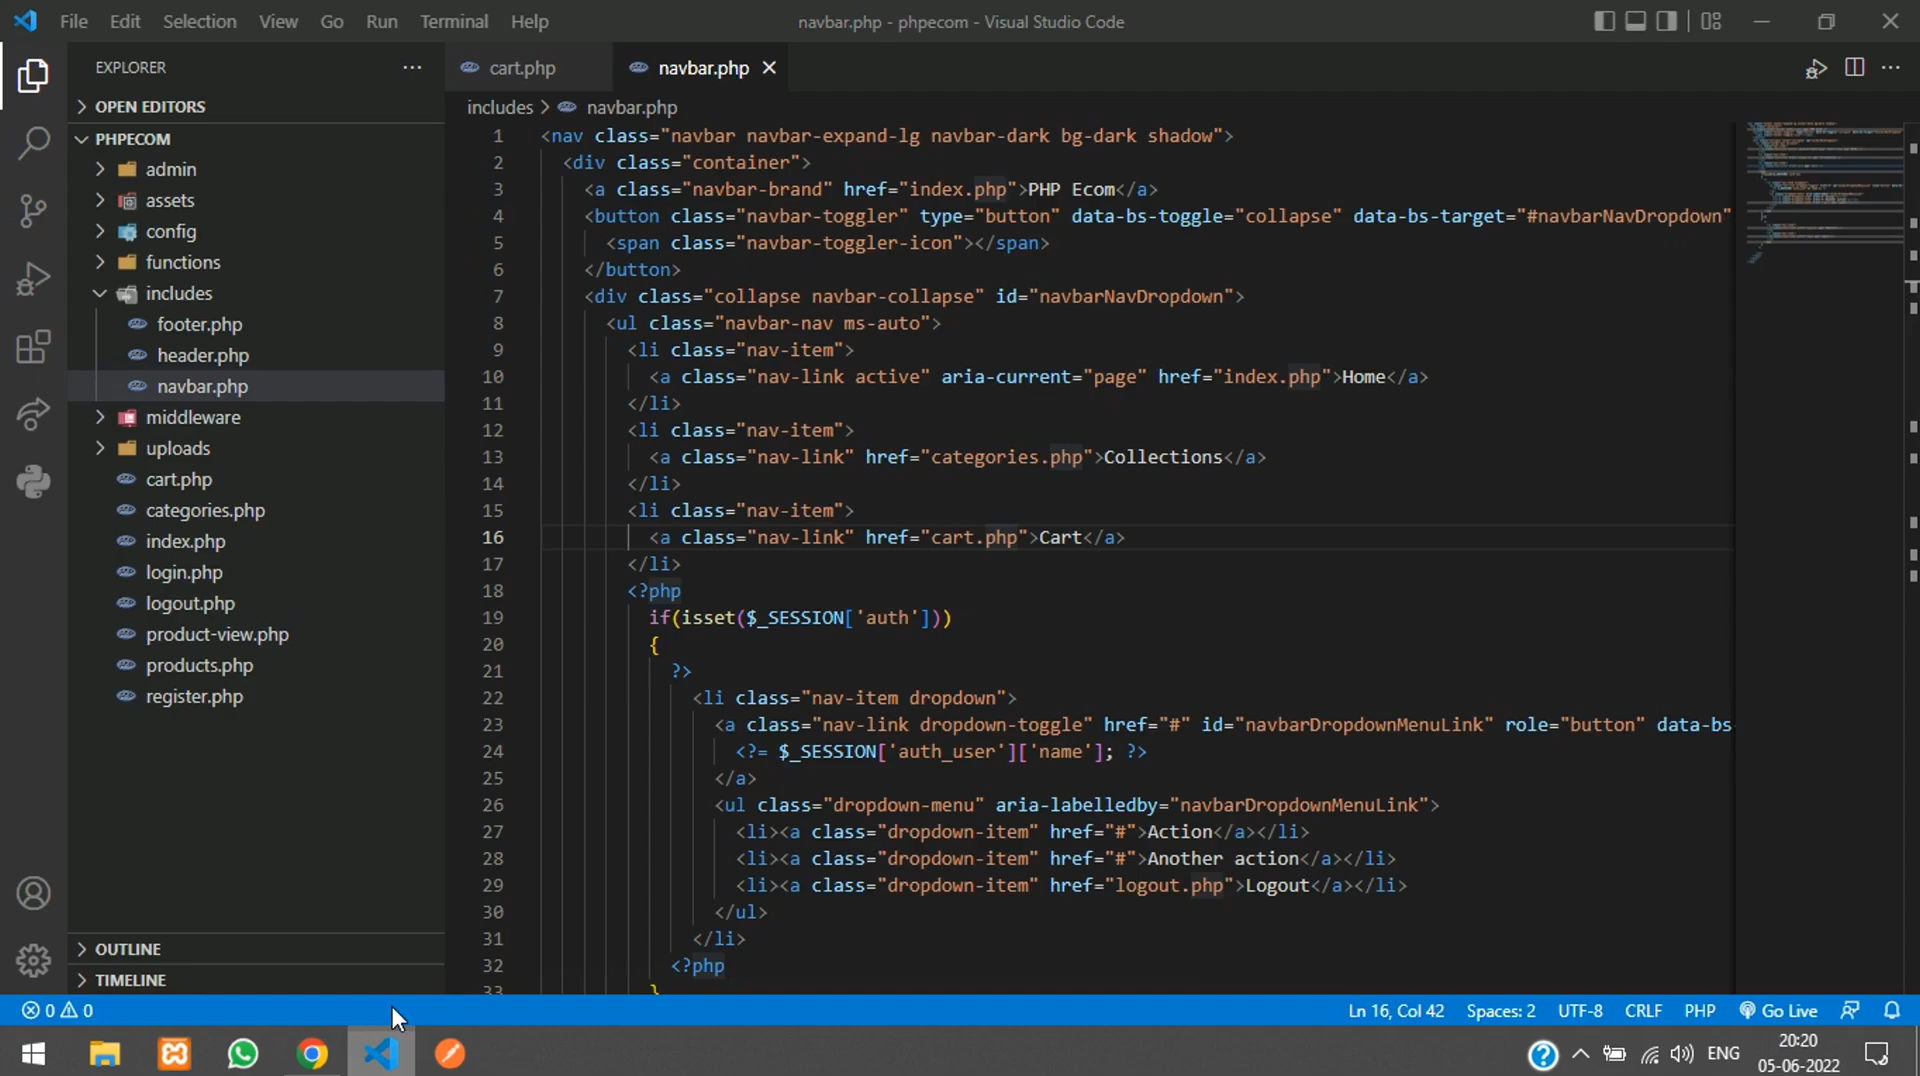 File Edit Selection View Go Run Terminal Help
navbar.php - phpecom - Visual Studio Code
EXPLORER
OPEN EDITORS
PHPECOM
admin
assets
config
functions
includes
footer.php
header.php
navbar.php
middleware
uploads
cart.php
categories.php
index.php
login.php
logout.php
product-view.php
products.php
register.php
OUTLINE
TIMELINE
cart.php navbar.php
includes > navbar.php
1 <nav class="navbar navbar-expand-lg navbar-dark bg-dark shadow">
2 <div class="container">
3 <a class="navbar-brand" href="index.php">PHP Ecom</a>
4 <button class="navbar-toggler" type="button" data-bs-toggle="collapse" data-bs-target="#navbarNavDropdown"
5 <span class="navbar-toggler-icon"></span>
6 </button>
7 <div class="collapse navbar-collapse" id="navbarNavDropdown">
8 <ul class="navbar-nav ms-auto">
9 <li class="nav-item">
10 <a class="nav-link active" aria-current="page" href="index.php">Home</a>
11 </li>
12 <li class="nav-item">
13 <a class="nav-link" href="categories.php">Collections</a>
14 </li>
15 <li class="nav-item">
16 <a class="nav-link" href="cart.php">Cart</a>
17 </li>
18 <?php
19 if(isset($_SESSION['auth']))
20 {
21 ?>
22 <li class="nav-item dropdown">
23 <a class="nav-link dropdown-toggle" href="#" id="navbarDropdownMenuLink" role="button" data-bs-
24 <?= $_SESSION['auth_user']['name']; ?>
25 </a>
26 <ul class="dropdown-menu" aria-labelledby="navbarDropdownMenuLink">
27 <li><a class="dropdown-item" href="#">Action</a></li>
28 <li><a class="dropdown-item" href="#">Another action</a></li>
29 <li><a class="dropdown-item" href="logout.php">Logout</a></li>
30 </ul>
31 </li>
32 <?php
33 }
0 0
Ln 16, Col 42 Spaces: 2 UTF-8 CRLF PHP Go Live
ENG
20:20
05-06-2022